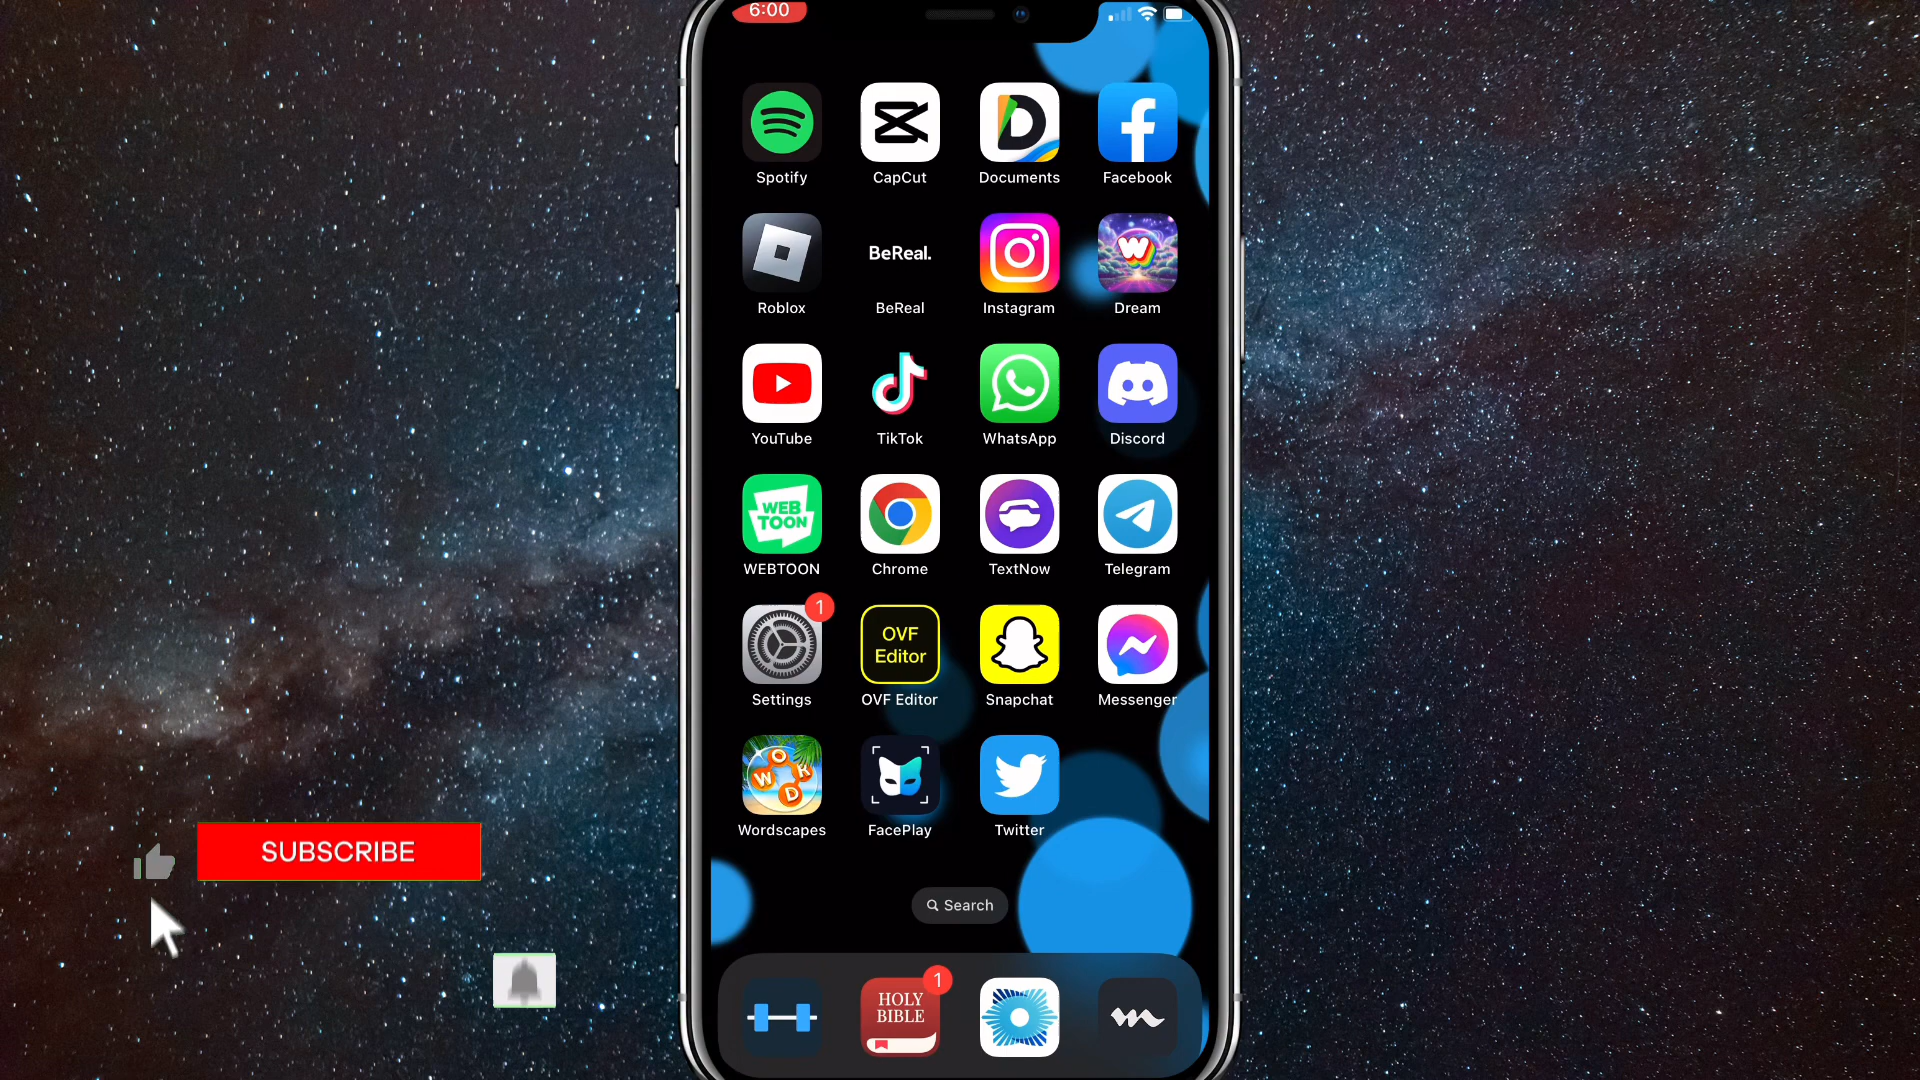 6:00
Spotify
CapCut
Documents
Facebook
BeReal.
Roblox
BeReal
Instagram
Dream
YouTube
TikTok
WhatsApp
Discord
WEB
TOON
WEBTOON
Chrome
TextNow
Telegram
1
OVF
Editor
Settings
OVF Editor
Snapchat
Messenger
W O R D
Wordscapes
FacePlay
Twitter
SUBSCRIBE
Search
1
HOLY
BIBLE